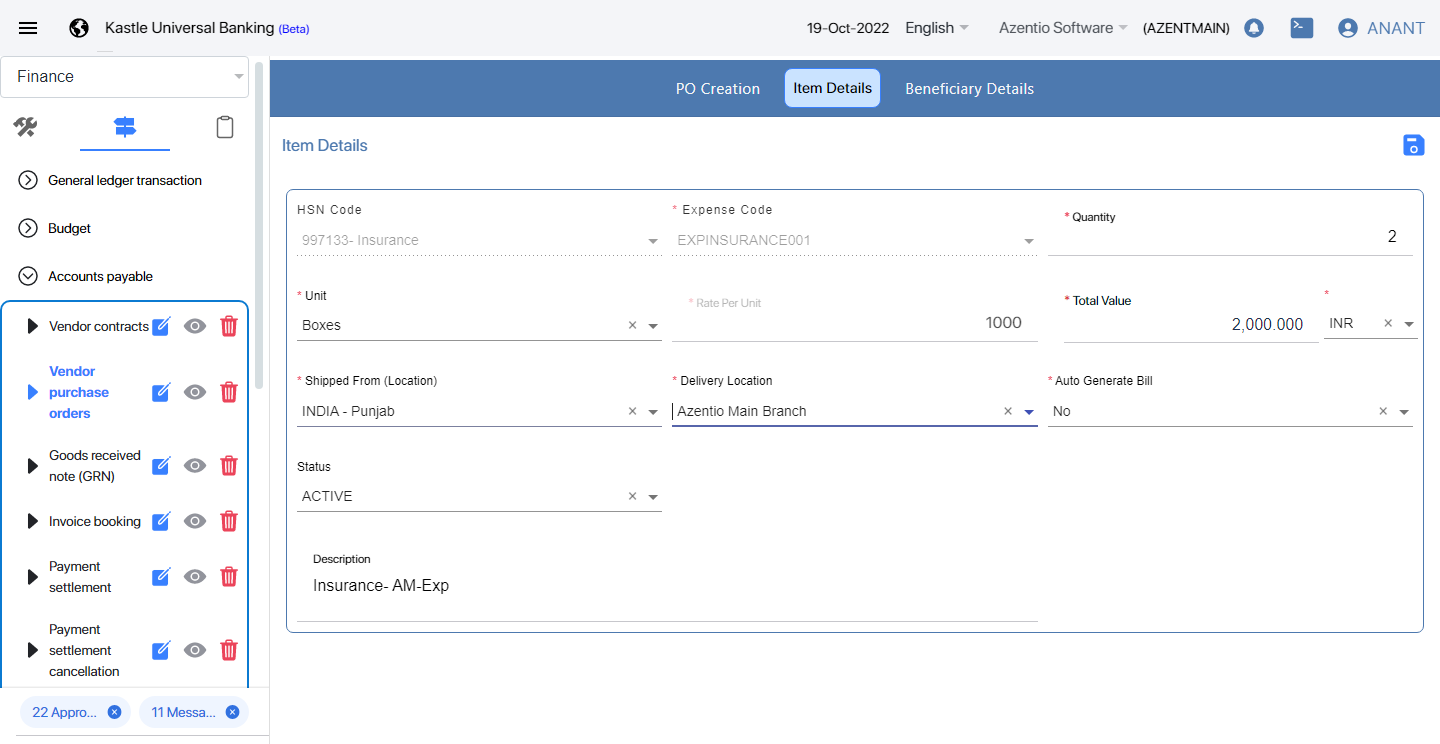 Kastle Universal Banking (Beta)
19-Oct-2022
English
Azentio Software
(AZENTMAIN)
ANANT
Finance
General ledger transaction
Budget
Accounts payable
Vendor contracts
Vendor
purchase
orders
Goods received
note (GRN)
Invoice booking
Payment
settlement
Payment
settlement
cancellation
22 Appro...
11 Messa...
PO Creation
Item Details
Beneficiary Details
Item Details
HSN Code
997133- Insurance
* Expense Code
EXPINSURANCE001
* Quantity
2
* Unit
Boxes
* Rate Per Unit
1000
* Total Value
2,000.000
*
INR
* Shipped From (Location)
INDIA - Punjab
* Delivery Location
Azentio Main Branch
* Auto Generate Bill
No
Status
ACTIVE
Description
Insurance- AM-Exp